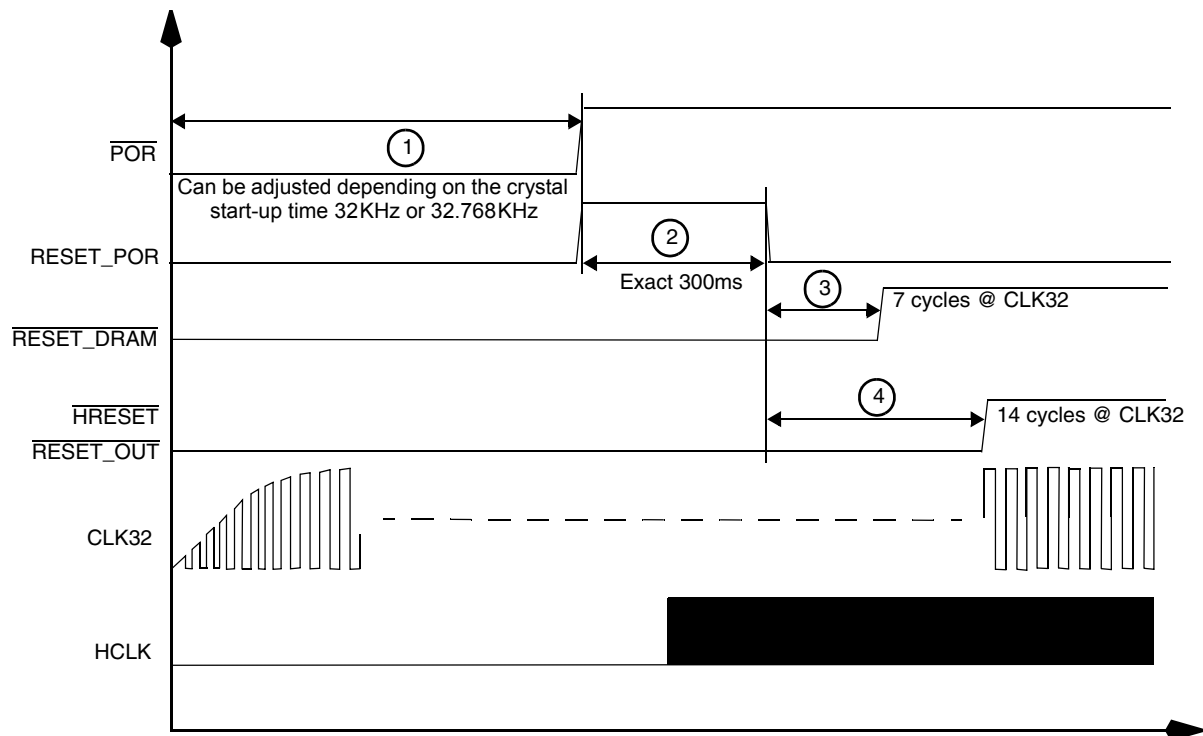 POR
1
Can be adjusted depending on the crystal
start-up time 32KHz or 32.768KHz
RESET_POR
2
Exact 300ms
3
7 cycles @ CLK32
RESET_DRAM
4
HRESET
14 cycles @ CLK32
RESET_OUT
CLK32
HCLK